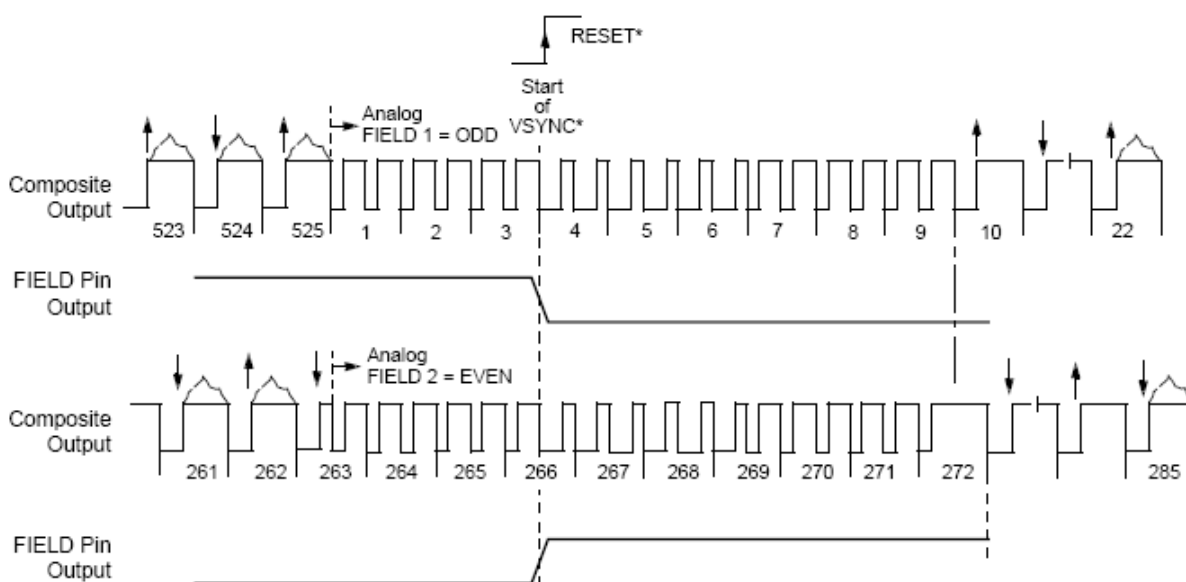 RESET*
Start
of
VSYNC*
Analog
FIELD 1 = ODD
Composite
Output
523 524 525 1 2 3 4 5 6 7 8 9 10 22
FIELD Pin
Output
Analog
FIELD 2 = EVEN
Composite
Output
261 262 263 264 265 266 267 268 269 270 271 272 285
FIELD Pin
Output